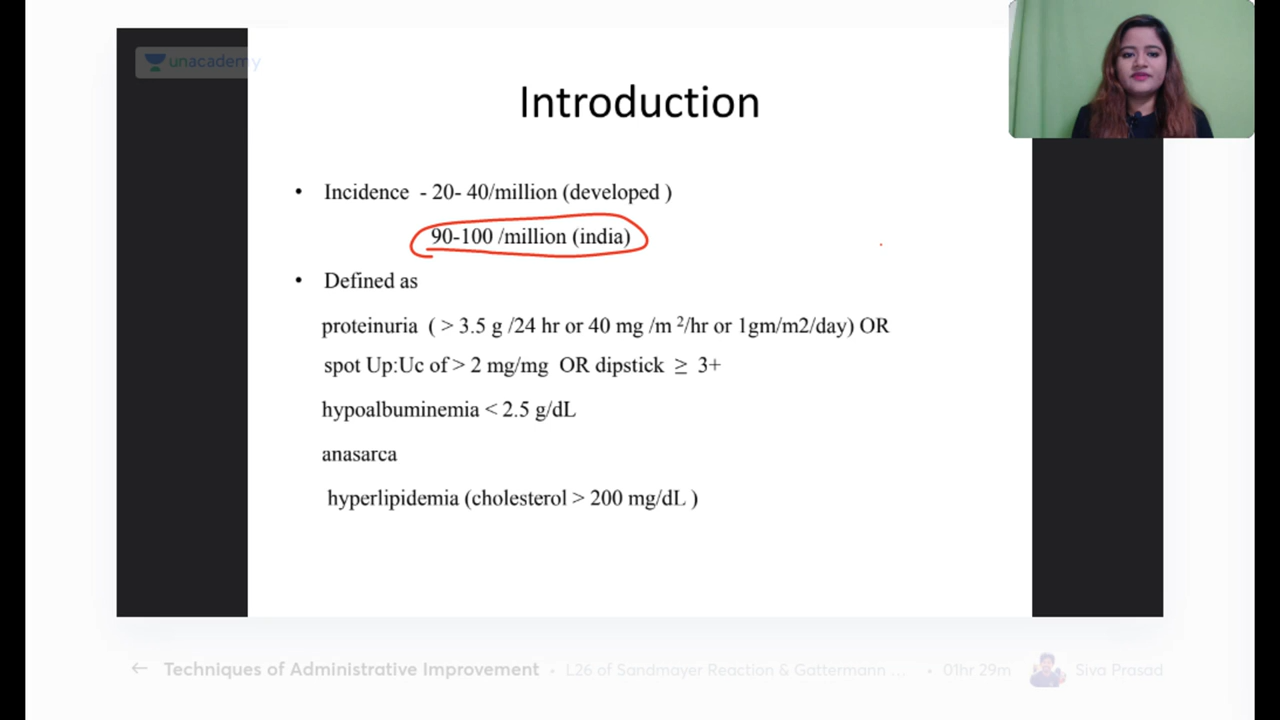 unacademy
Introduction
• Incidence - 20- 40/million (developed )
90-100 /million (india)
• Defined as
proteinuria ( > 3.5 g /24 hr or 40 mg /m ²/hr or 1gm/m2/day) OR
spot Up:Uc of > 2 mg/mg OR dipstick ≥ 3+
hypoalbuminemia < 2.5 g/dL
anasarca
hyperlipidemia (cholesterol > 200 mg/dL )
← Techniques of Administrative Improvement • L26 of Sandmayer Reaction & Gattermann ... • 01hr 29m Siva Prasad